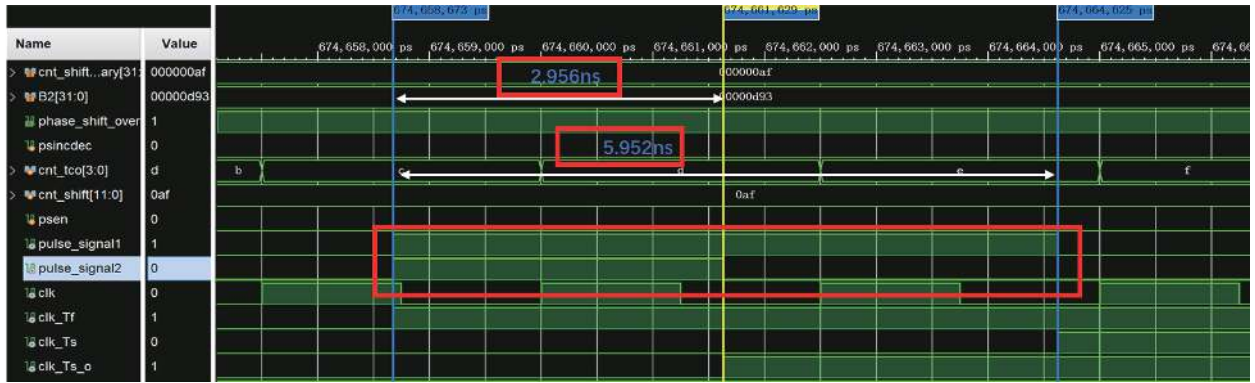 674,658,673 ps 674,661,629 ps 674,664,625 ps
Name Value 674,658,000 ps 674,659,000 ps 674,660,000 ps 674,661,000 ps 674,662,000 ps 674,663,000 ps 674,664,000 ps 674,665,000 ps 674,66
cnt_shift...ary[31: 000000af 2.956ns 000000af
B2[31:0] 00000d93 00000d93
phase_shift_over 1
psincdec 0 5.952ns
cnt_tco[3:0] d b c d e f
cnt_shift[11:0] 0af 0af
psen 0
pulse_signal1 1
pulse_signal2 0
clk 0
clk_Tf 1
clk_Ts 0
clk_Ts_o 1